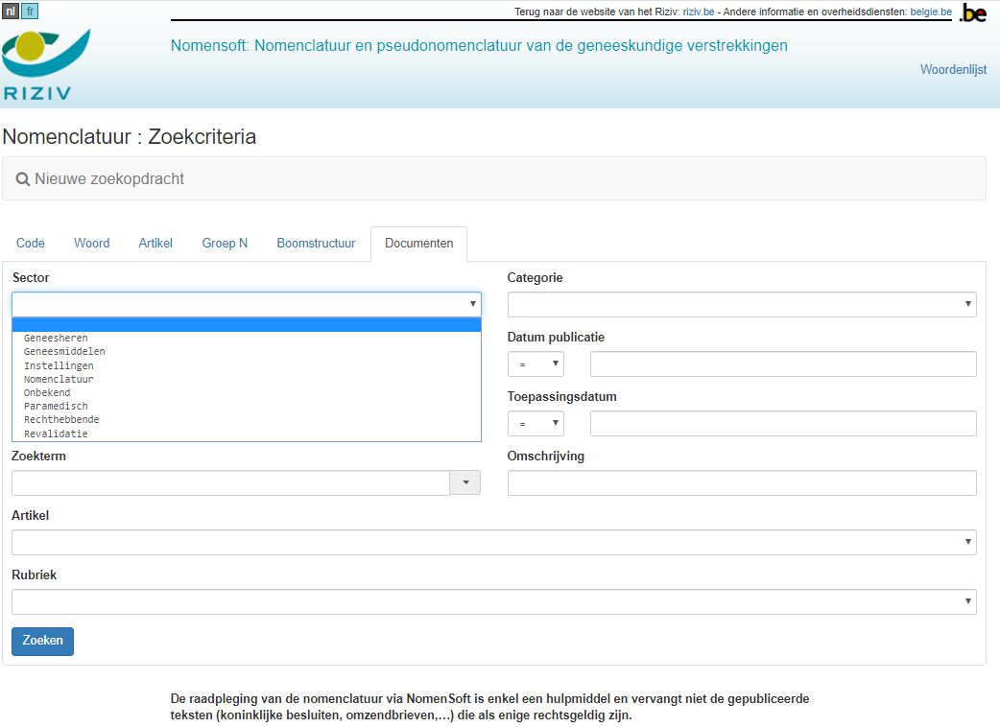 nl fr
Terug naar de website van het Riziv: riziv.be - Andere informatie en overheidsdiensten: belgie.be
.be
Nomensoft: Nomenclatuur en pseudonomenclatuur van de geneeskundige verstrekkingen
Woordenlijst
RIZIV
Nomenclatuur : Zoekcriteria
Nieuwe zoekopdracht
Code Woord Artikel Groep N Boomstructuur Documenten
Sector
Categorie
Geneesheren
Geneesmiddelen
Instellingen
Nomenclatuur
Onbekend
Paramedisch
Rechthebbende
Revalidatie
Datum publicatie
=
Toepassingsdatum
=
Zoekterm
Omschrijving
Artikel
Rubriek
Zoeken
De raadpleging van de nomenclatuur via NomenSoft is enkel een hulpmiddel en vervangt niet de gepubliceerde
teksten (koninklijke besluiten, omzendbrieven,...) die als enige rechtsgeldig zijn.